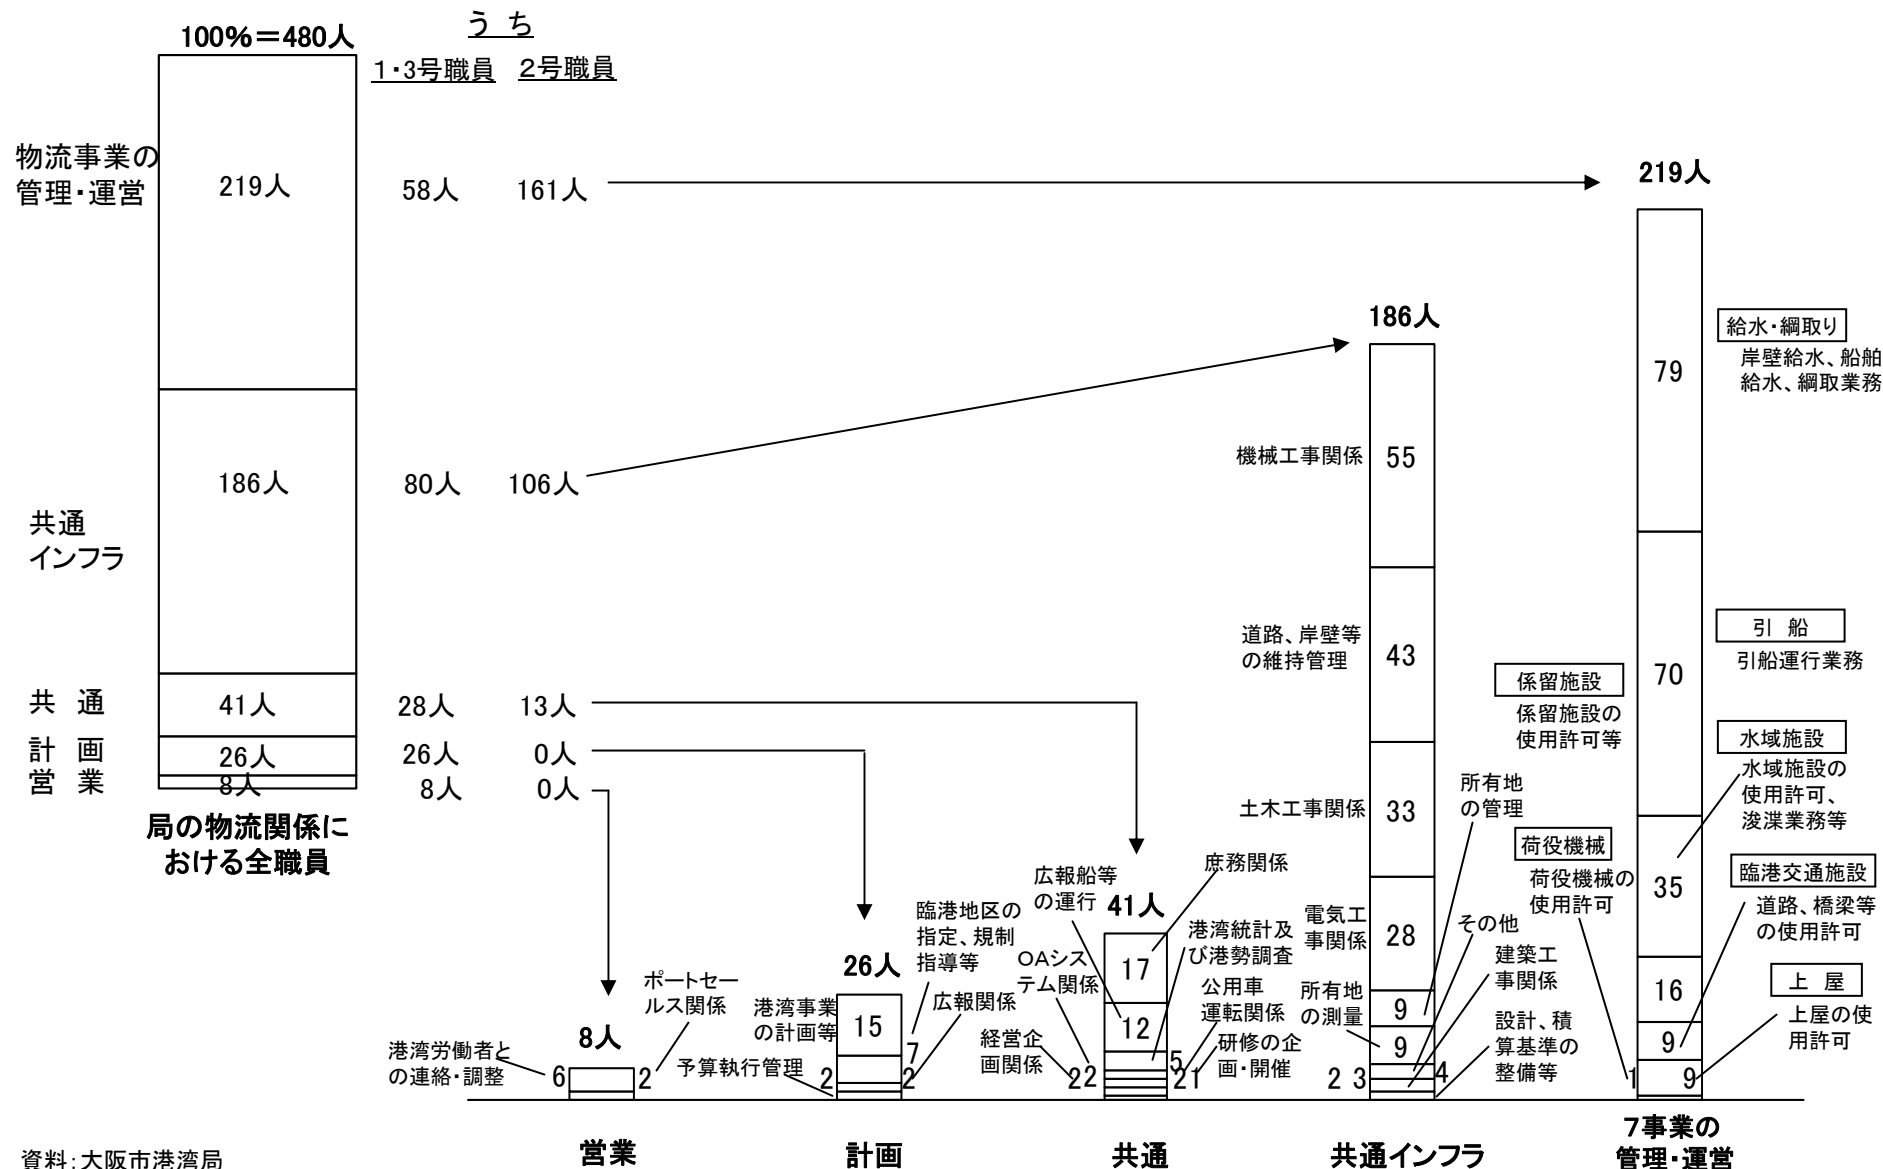 100%＝480人
うち
1・3号職員
2号職員
物流事業の
管理・運営
219人
58人
161人
共通
インフラ
186人
80人
106人
共 通
41人
28人
13人
計 画
26人
26人
0人
営 業
8人
8人
0人
局の物流関係に
おける全職員
8人
港湾労働者と
の連絡・調整
6
2
ポートセー
ルス関係
営業
26人
港湾事業
の計画等
15
臨港地区の
指定、規制
指導等
7
広報関係
2
予算執行管理
2
計画
41人
庶務関係
17
広報船等
の運行
12
港湾統計及
び港勢調査
5
OAシス
テム関係
2
経営企
画関係
2
公用車
運転関係
2
研修の企
画・開催
1
共通
186人
機械工事関係
55
道路、岸壁等
の維持管理
43
土木工事関係
33
電気工
事関係
28
所有地
の管理
9
所有地
の測量
9
その他
建築工
事関係
設計、積
算基準の
整備等
2 3
4
共通インフラ
219人
給水・綱取り
岸壁給水、船舶
給水、綱取業務
79
引 船
引船運行業務
70
水域施設
水域施設の
使用許可、
浚渫業務等
35
係留施設
係留施設の
使用許可等
16
臨港交通施設
道路、橋梁等
の使用許可
9
上 屋
上屋の使
用許可
9
荷役機械
荷役機械の
使用許可
1
7事業の
管理・運営
資料：大阪市港湾局